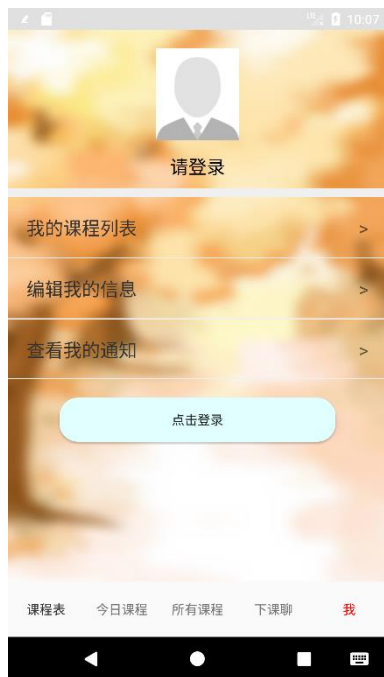 10:07
请登录
我的课程列表 >
编辑我的信息 >
查看我的通知 >
点击登录
课程表 今日课程 所有课程 下课聊 我